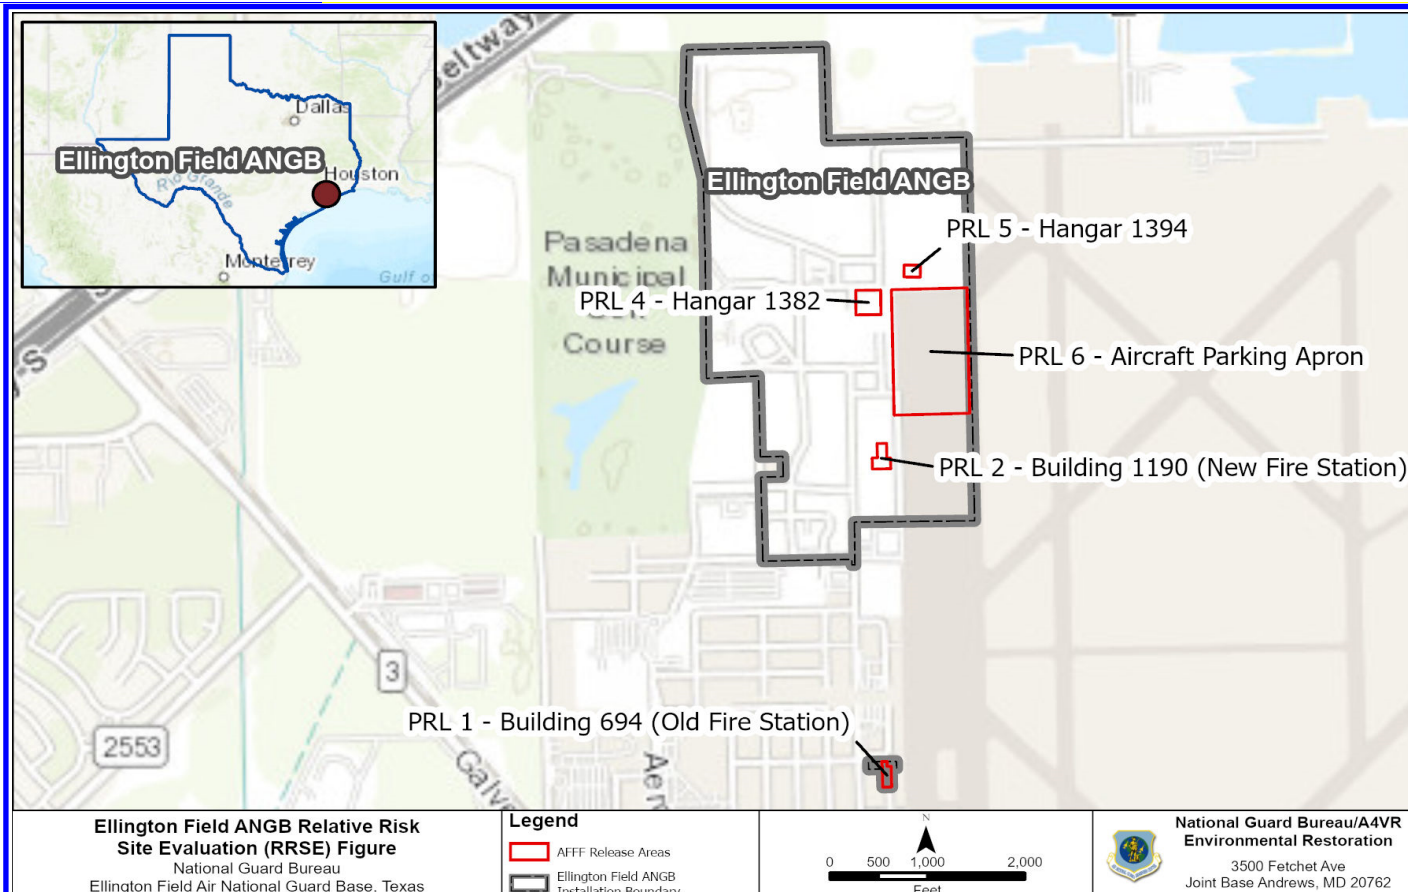 Beltway
Dallas
Ellington Field ANGB
Houston
Rio Grande
Monterrey
Gulf of
Ellington Field ANGB
PRL 5 - Hangar 1394
Pasadena
Municipal
PRL 4 - Hangar 1382
Course
PRL 6 - Aircraft Parking Apron
PRL 2 - Building 1190 (New Fire Station)
3
PRL 1 - Building 694 (Old Fire Station)
2553
Galve
Aero
Ellington Field ANGB Relative Risk
Site Evaluation (RRSE) Figure
National Guard Bureau
Ellington Field Air National Guard Base, Texas
Legend
AFFF Release Areas
Ellington Field ANGB
Installation Boundary
N
0 500 1,000 2,000
Feet
National Guard Bureau/A4VR
Environmental Restoration
3500 Fetchet Ave
Joint Base Andrews, MD 20762